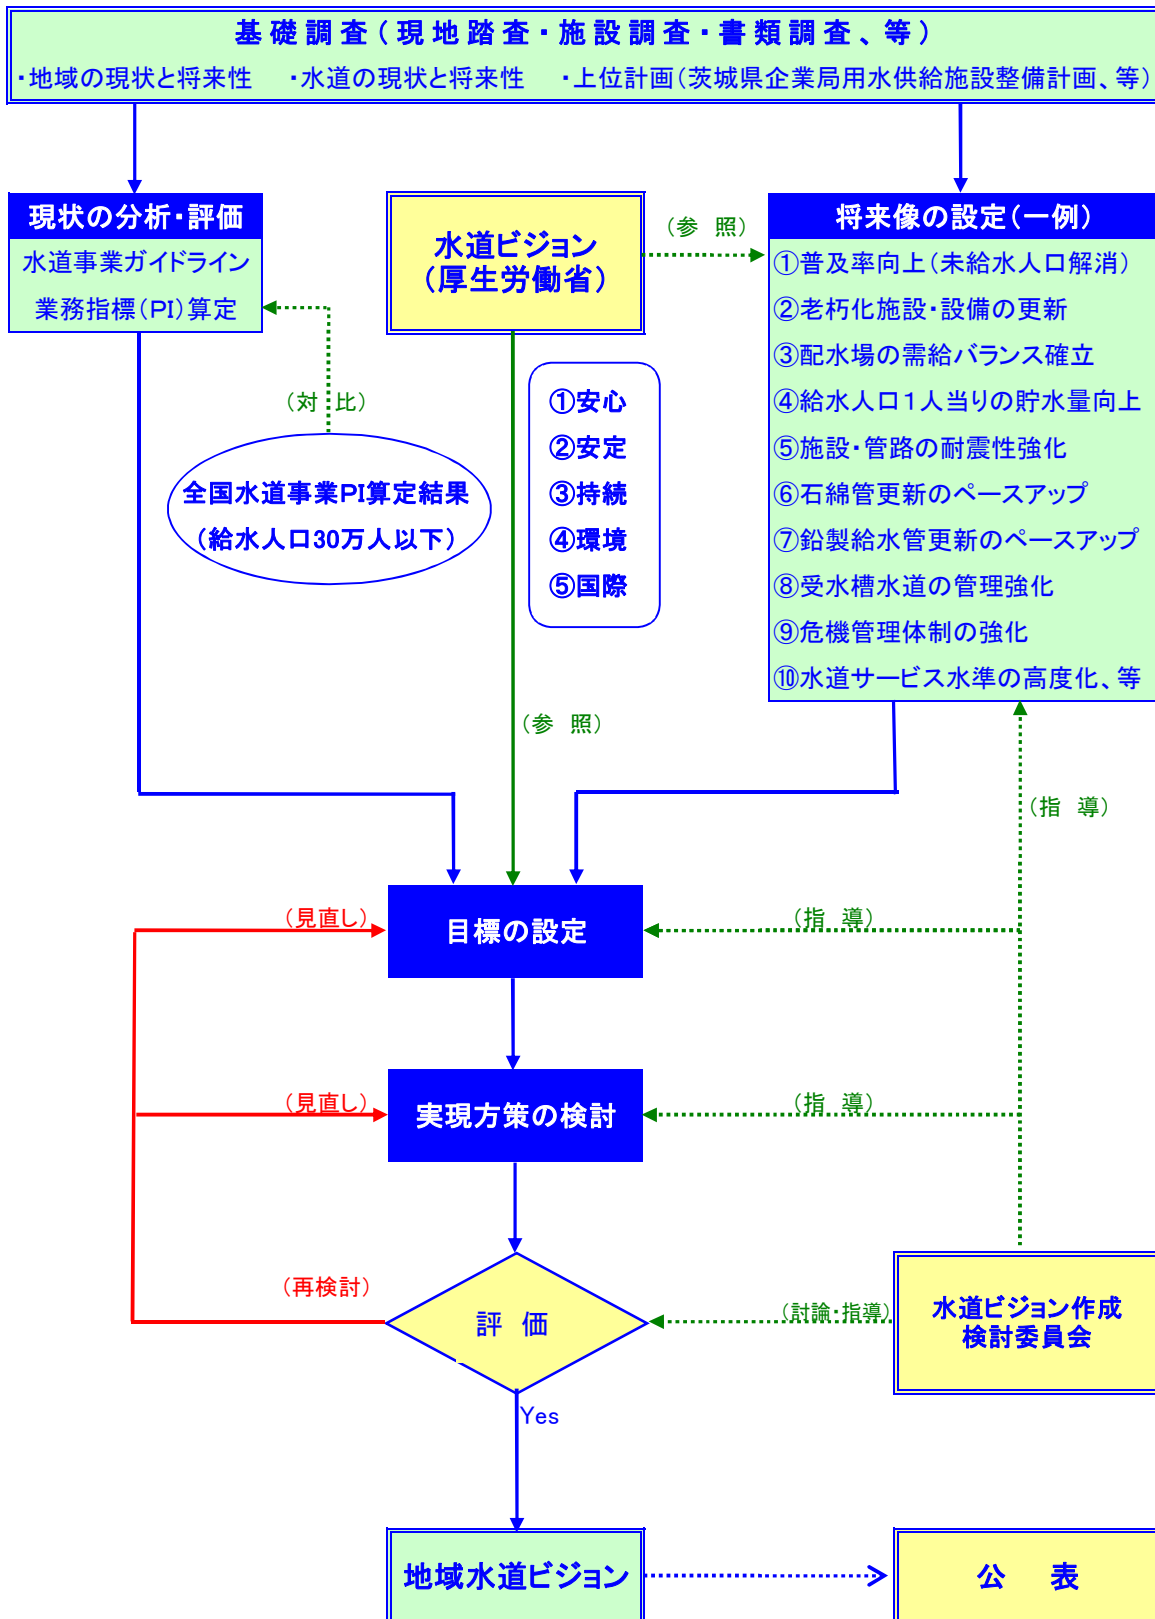 基礎調査（現地踏査・施設調査・書類調査、等）
・地域の現状と将来性　・水道の現状と将来性　・上位計画（茨城県企業局用水供給施設整備計画、等）
現状の分析・評価
水道事業ガイドライン
業務指標（PI）算定
水道ビジョン
（厚生労働省）
（参　照）
将来像の設定（一例）
①普及率向上（未給水人口解消）
②老朽化施設・設備の更新
③配水場の需給バランス確立
④給水人口１人当りの貯水量向上
⑤施設・管路の耐震性強化
⑥石綿管更新のペースアップ
⑦鉛製給水管更新のペースアップ
⑧受水槽水道の管理強化
⑨危機管理体制の強化
⑩水道サービス水準の高度化、等
（対　比）
全国水道事業PI算定結果
（給水人口30万人以下）
①安心
②安定
③持続
④環境
⑤国際
（参　照）
（指　導）
（見直し）
目標の設定
（指　導）
（見直し）
実現方策の検討
（指　導）
（再検討）
評　価
（討論・指導）
水道ビジョン作成
検討委員会
Yes
地域水道ビジョン
公　表